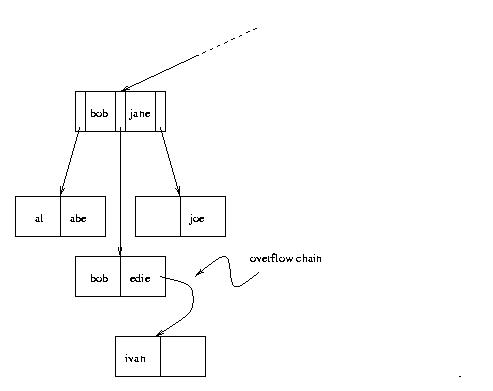 bob jane
al abe
joe
bob edie
overflow chain
ivan